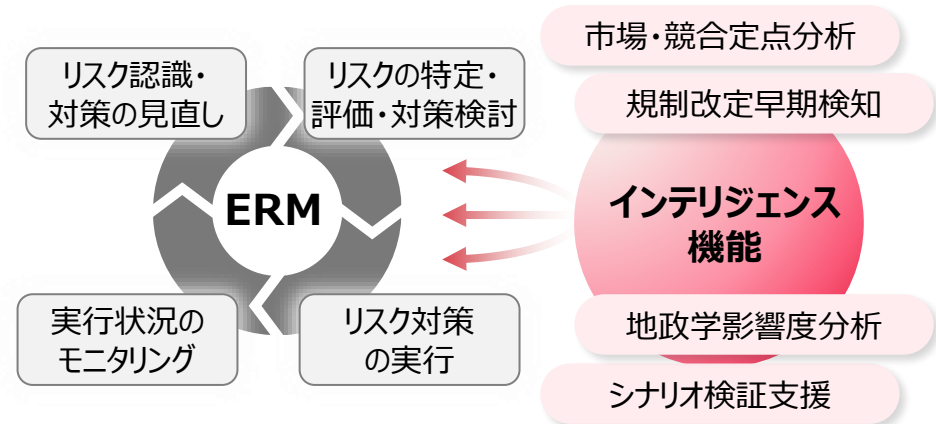 リスク認識・
対策の見直し
リスクの特定・
評価・対策検討
ERM
実行状況の
モニタリング
リスク対策
の実行
市場・競合定点分析
規制改定早期検知
インテリジェンス
機能
地政学影響度分析
シナリオ検証支援